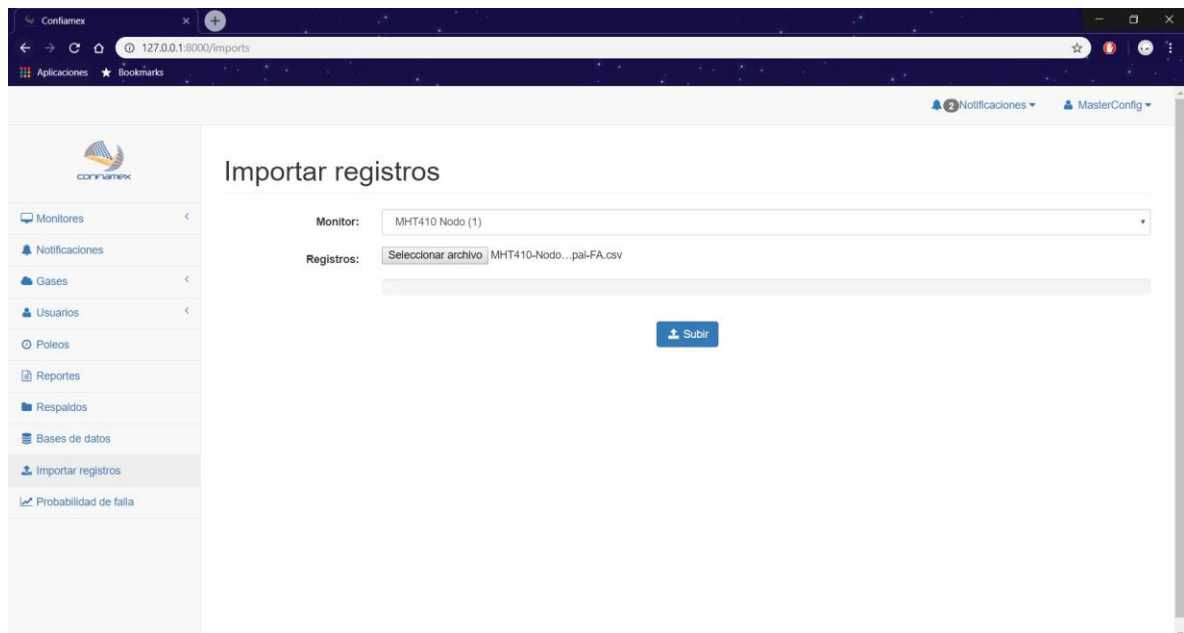 Confiamex
127.0.0.1:8000/imports
Aplicaciones
Bookmarks
2 Notificaciones
MasterConfig
CONFIAMEX
Monitores
Notificaciones
Gases
Usuarios
Poleos
Reportes
Respaldos
Bases de datos
Importar registros
Probabilidad de falla
Importar registros
Monitor:
MHT410 Nodo (1)
Registros:
Seleccionar archivo MHT410-Nodo…pal-FA.csv
Subir